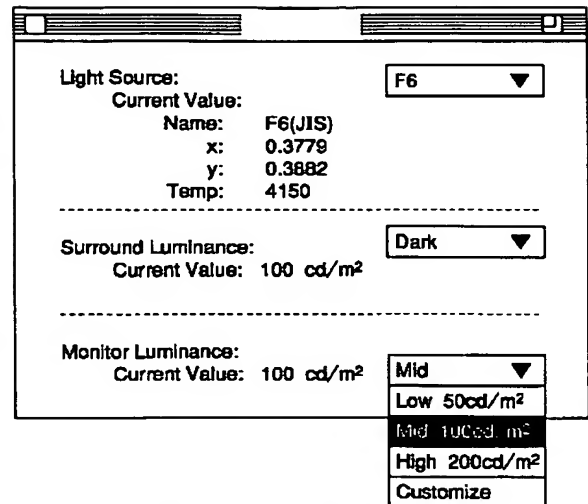 Light Source:
F6 ▼
Current Value:
Name: F6(JIS)
x: 0.3779
y: 0.3882
Temp: 4150
Surround Luminance:
Dark ▼
Current Value: 100 cd/m²
Monitor Luminance:
Mid ▼
Current Value: 100 cd/m²
Low 50cd/m²
Mid 100cd/m²
High 200cd/m²
Customize